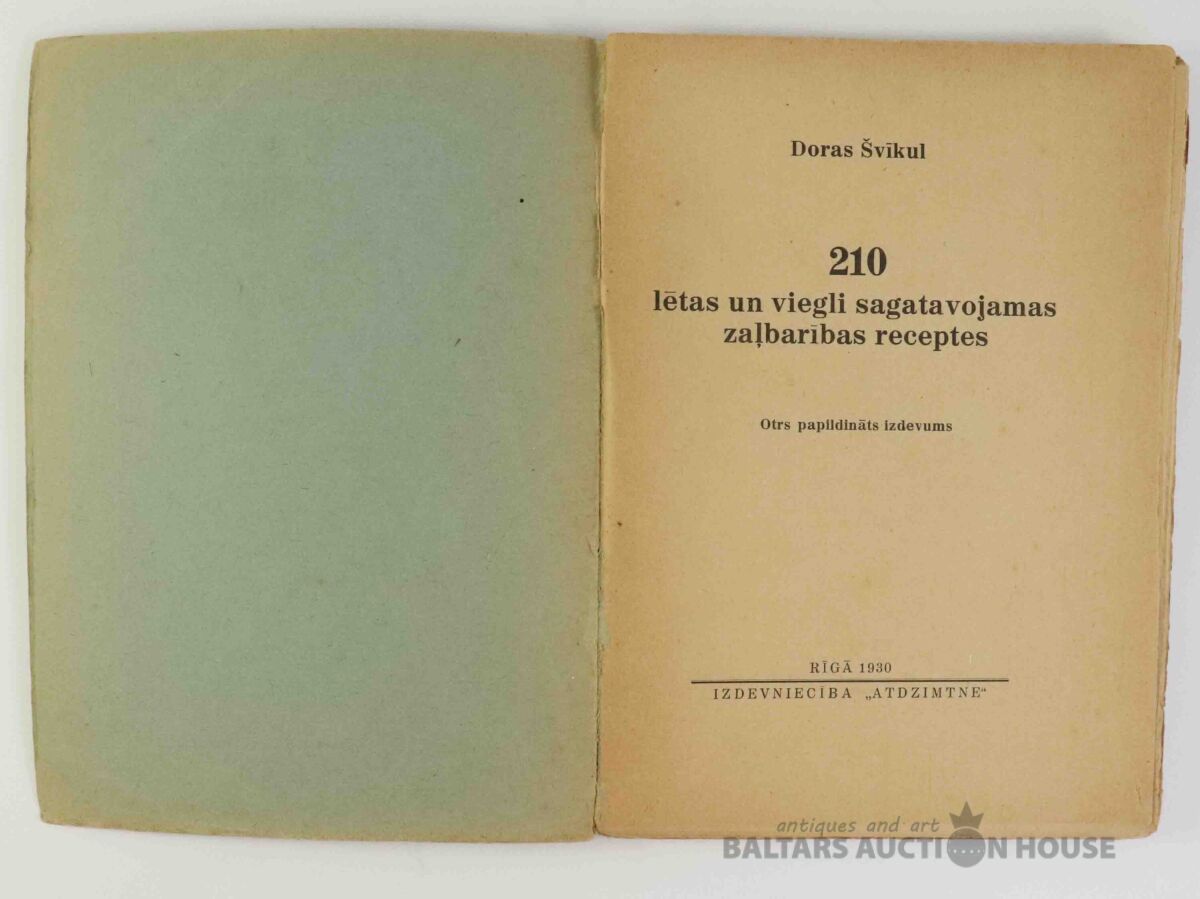 Doras Švīkul
210
lētas un viegli sagatavojamas
zaļbarības receptes
Otrs papildināts izdevums
RĪGĀ 1930
IZDEVNIECĪBA „ATDZIMTNE“
antiques and art
BALTARS AUCTION HOUSE